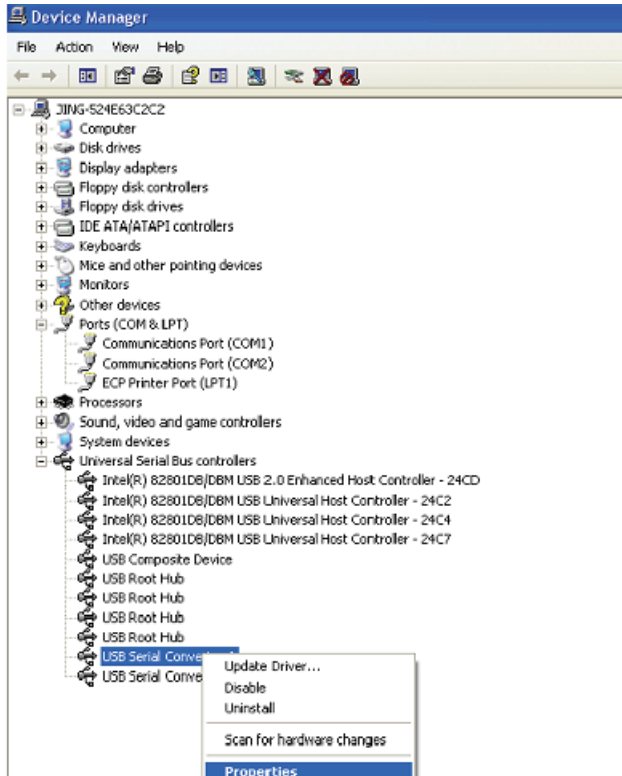 Device Manager
File Action View Help
JING-524E63C2C2
Computer
Disk drives
Display adapters
Floppy disk controllers
Floppy disk drives
IDE ATA/ATAPI controllers
Keyboards
Mice and other pointing devices
Monitors
Other devices
Ports (COM & LPT)
Communications Port (COM1)
Communications Port (COM2)
ECP Printer Port (LPT1)
Processors
Sound, video and game controllers
System devices
Universal Serial Bus controllers
Intel(R) 82801DB/DBM USB 2.0 Enhanced Host Controller - 24CD
Intel(R) 82801DB/DBM USB Universal Host Controller - 24C2
Intel(R) 82801DB/DBM USB Universal Host Controller - 24C4
Intel(R) 82801DB/DBM USB Universal Host Controller - 24C7
USB Composite Device
USB Root Hub
USB Root Hub
USB Root Hub
USB Root Hub
USB Serial
USB Serial Conve
Update Driver...
Disable
Uninstall
Scan for hardware changes
Properties